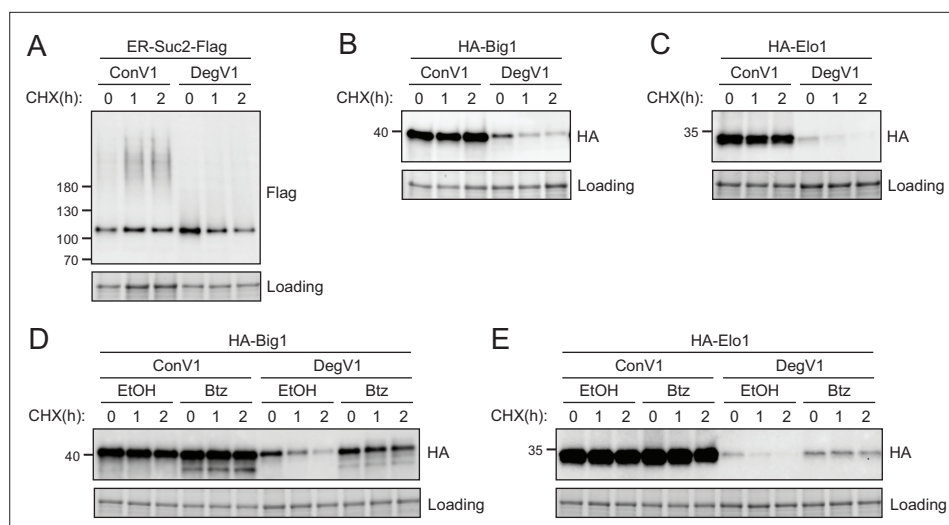 A
ER-Suc2-Flag
ConV1 DegV1
CHX(h): 0 1 2 0 1 2
180
130
100
70
Flag
Loading
B
HA-Big1
ConV1 DegV1
CHX(h): 0 1 2 0 1 2
40
HA
Loading
C
HA-Elo1
ConV1 DegV1
CHX(h): 0 1 2 0 1 2
35
HA
Loading
D
HA-Big1
ConV1 DegV1
EtOH Btz EtOH Btz
CHX(h): 0 1 2 0 1 2 0 1 2 0 1 2
40
HA
Loading
E
HA-Elo1
ConV1 DegV1
EtOH Btz EtOH Btz
CHX(h): 0 1 2 0 1 2 0 1 2 0 1 2
35
HA
Loading